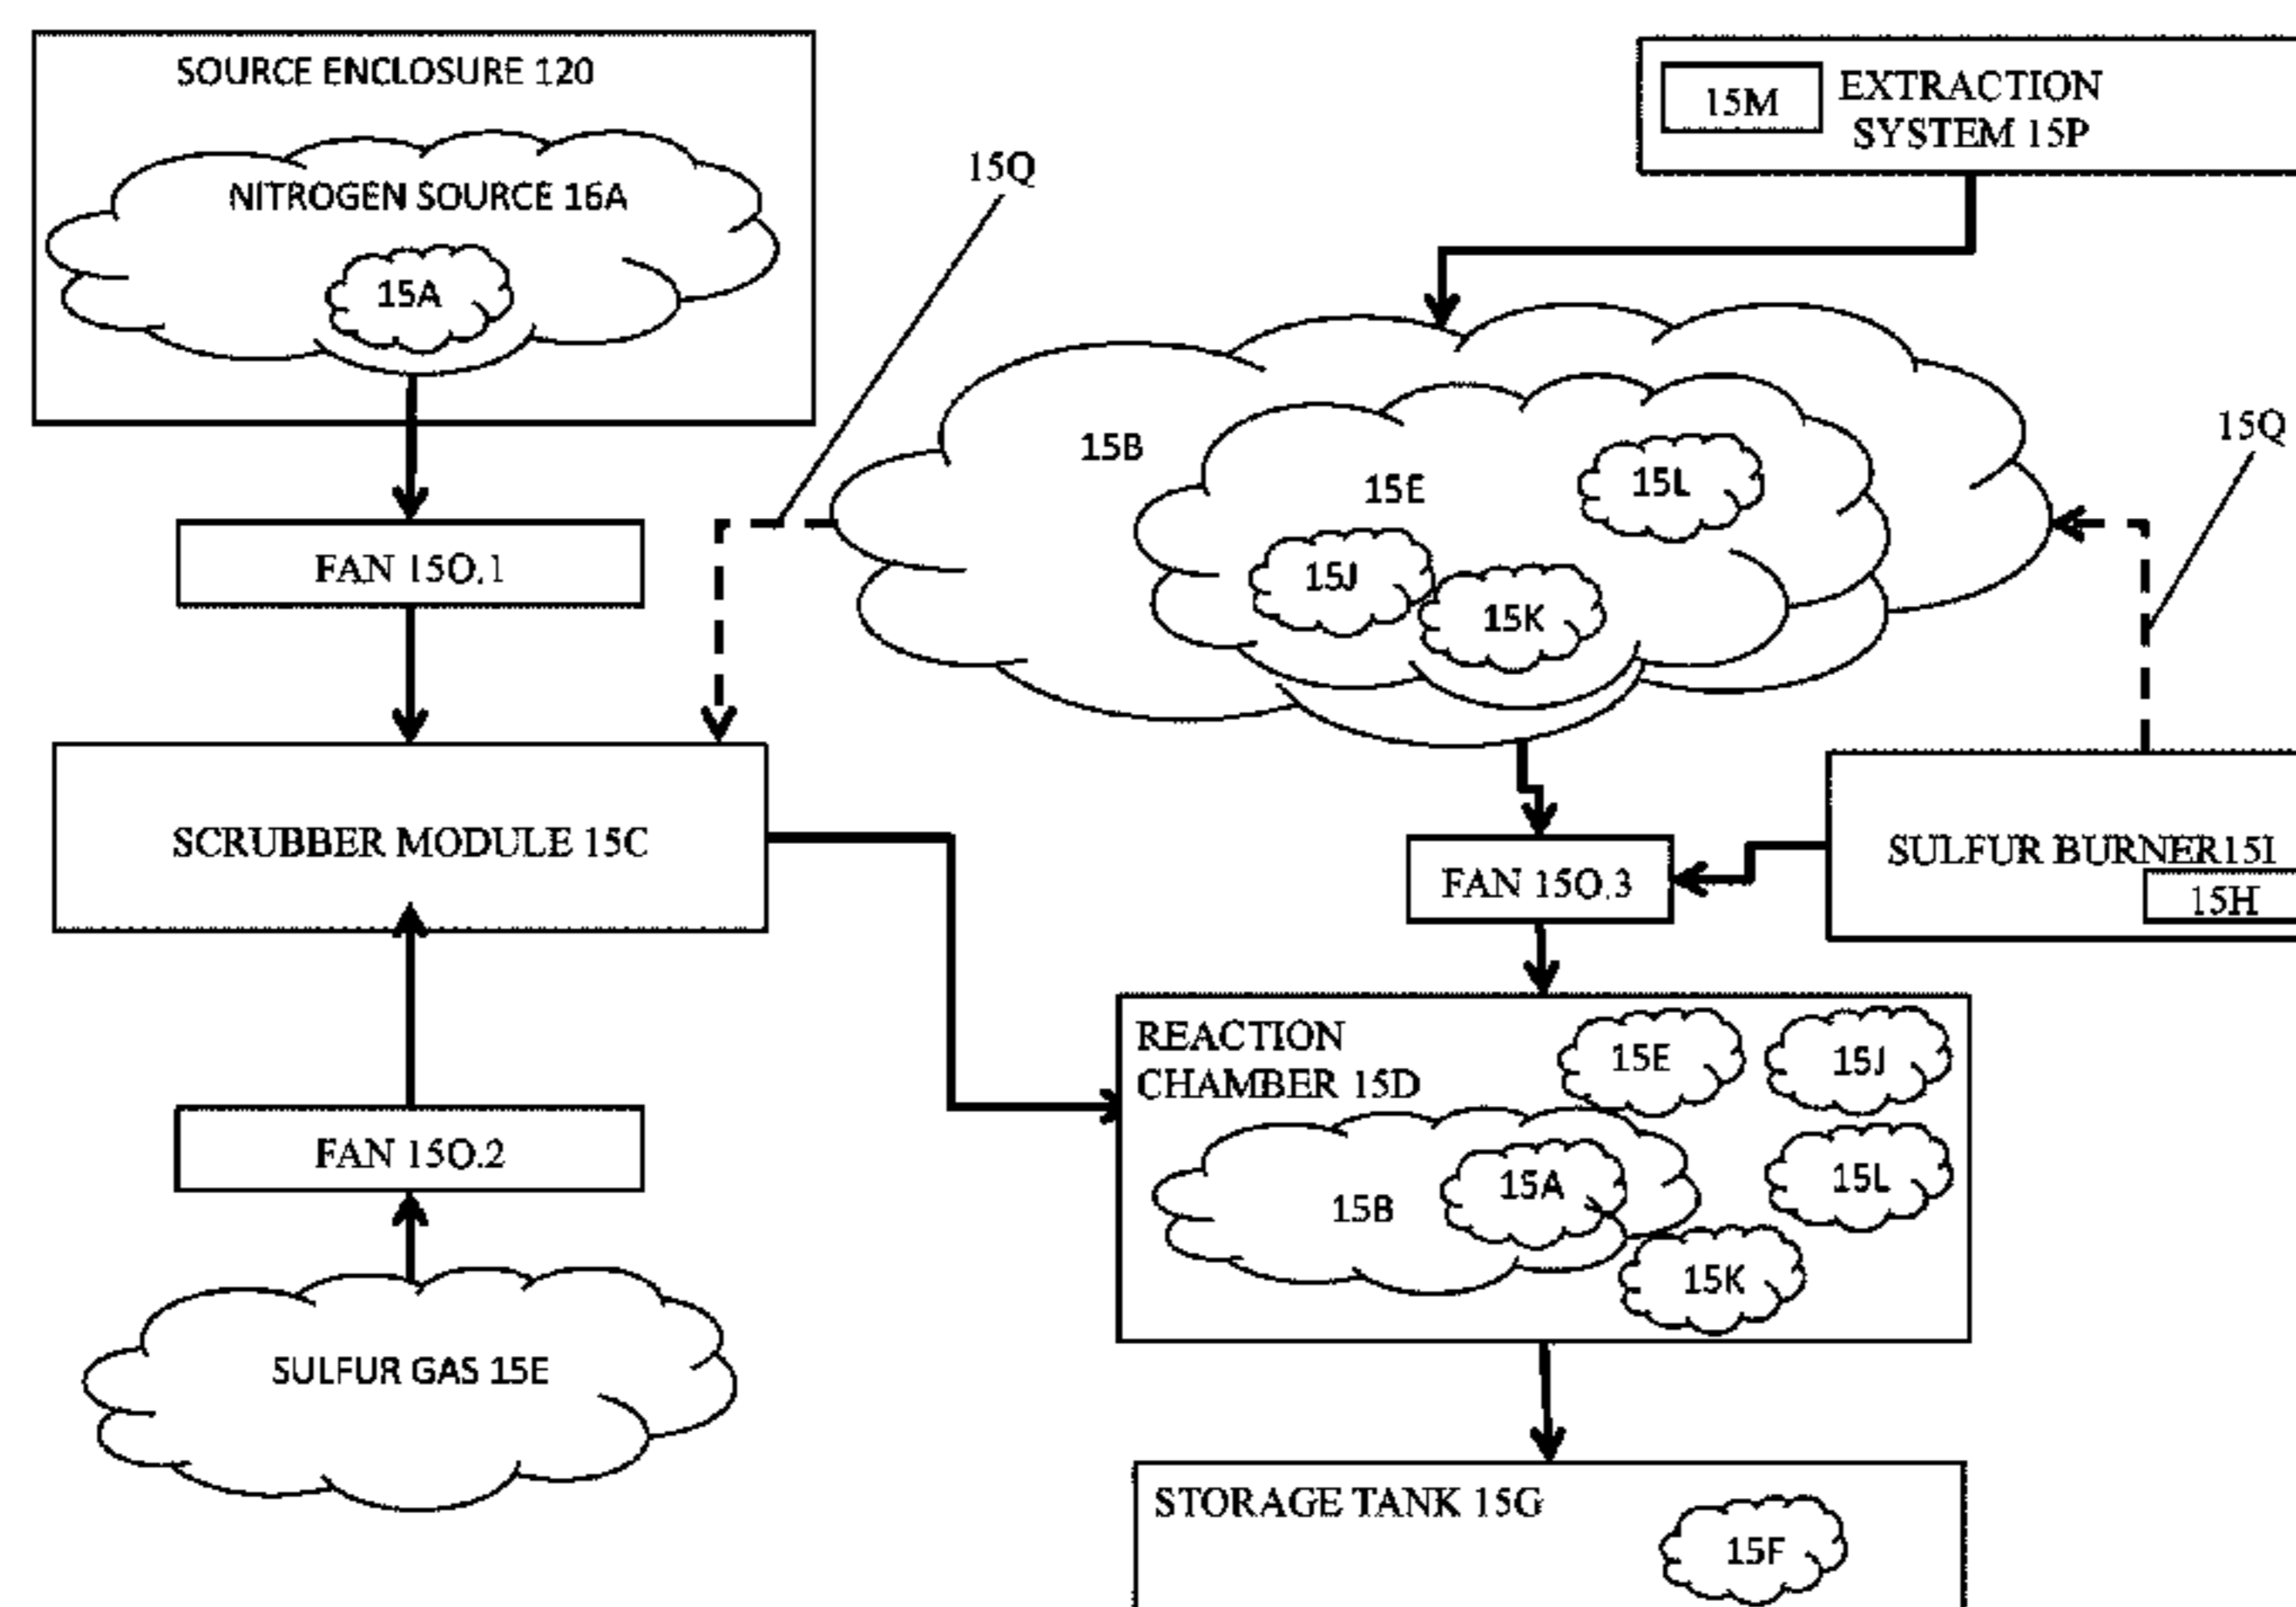 SOURCE ENCLOSURE 120
NITROGEN SOURCE 16A
15A
15M
EXTRACTION
SYSTEM 15P
15Q
15B
15E
15L
15J
15K
15Q
FAN 15O.1
SCRUBBER MODULE 15C
FAN 15O.3
SULFUR BURNER15I
15H
FAN 15O.2
SULFUR GAS 15E
REACTION
CHAMBER 15D
15E
15J
15B
15A
15L
15K
STORAGE TANK 15G
15F